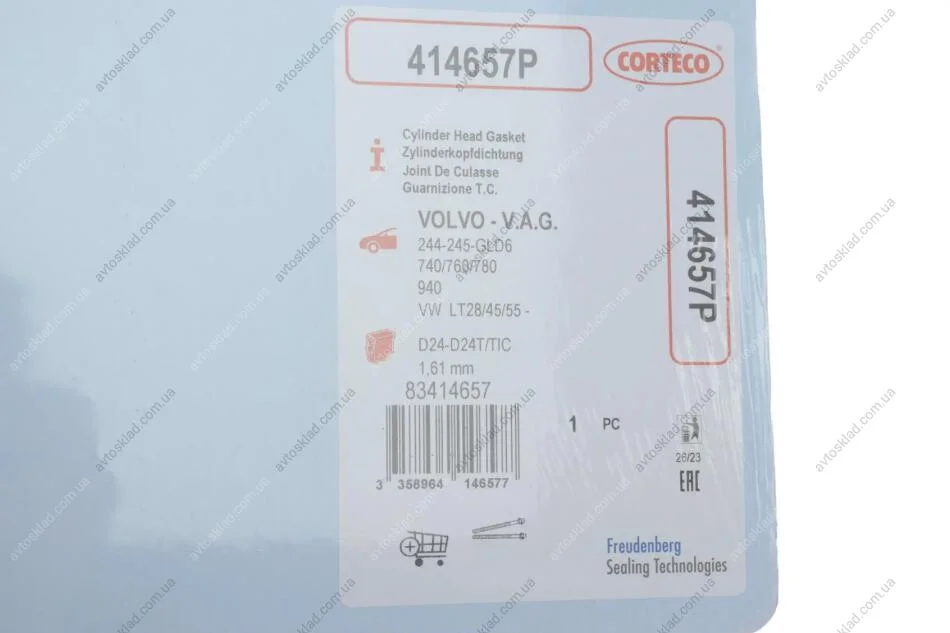 414657P
CORTECO
Cylinder Head Gasket
Zylinderkopfdichtung
Joint De Culasse
Guarnizione T.C.
VOLVO - V.A.G.
244-245-GLD6
740/760/780
940
VW LT28/45/55 -
D24-D24T/TIC
1,61 mm
83414657
3 358964 146577
1 PC
26/23
EAC
414657P
Freudenberg
Sealing Technologies
avtosklad.com.ua